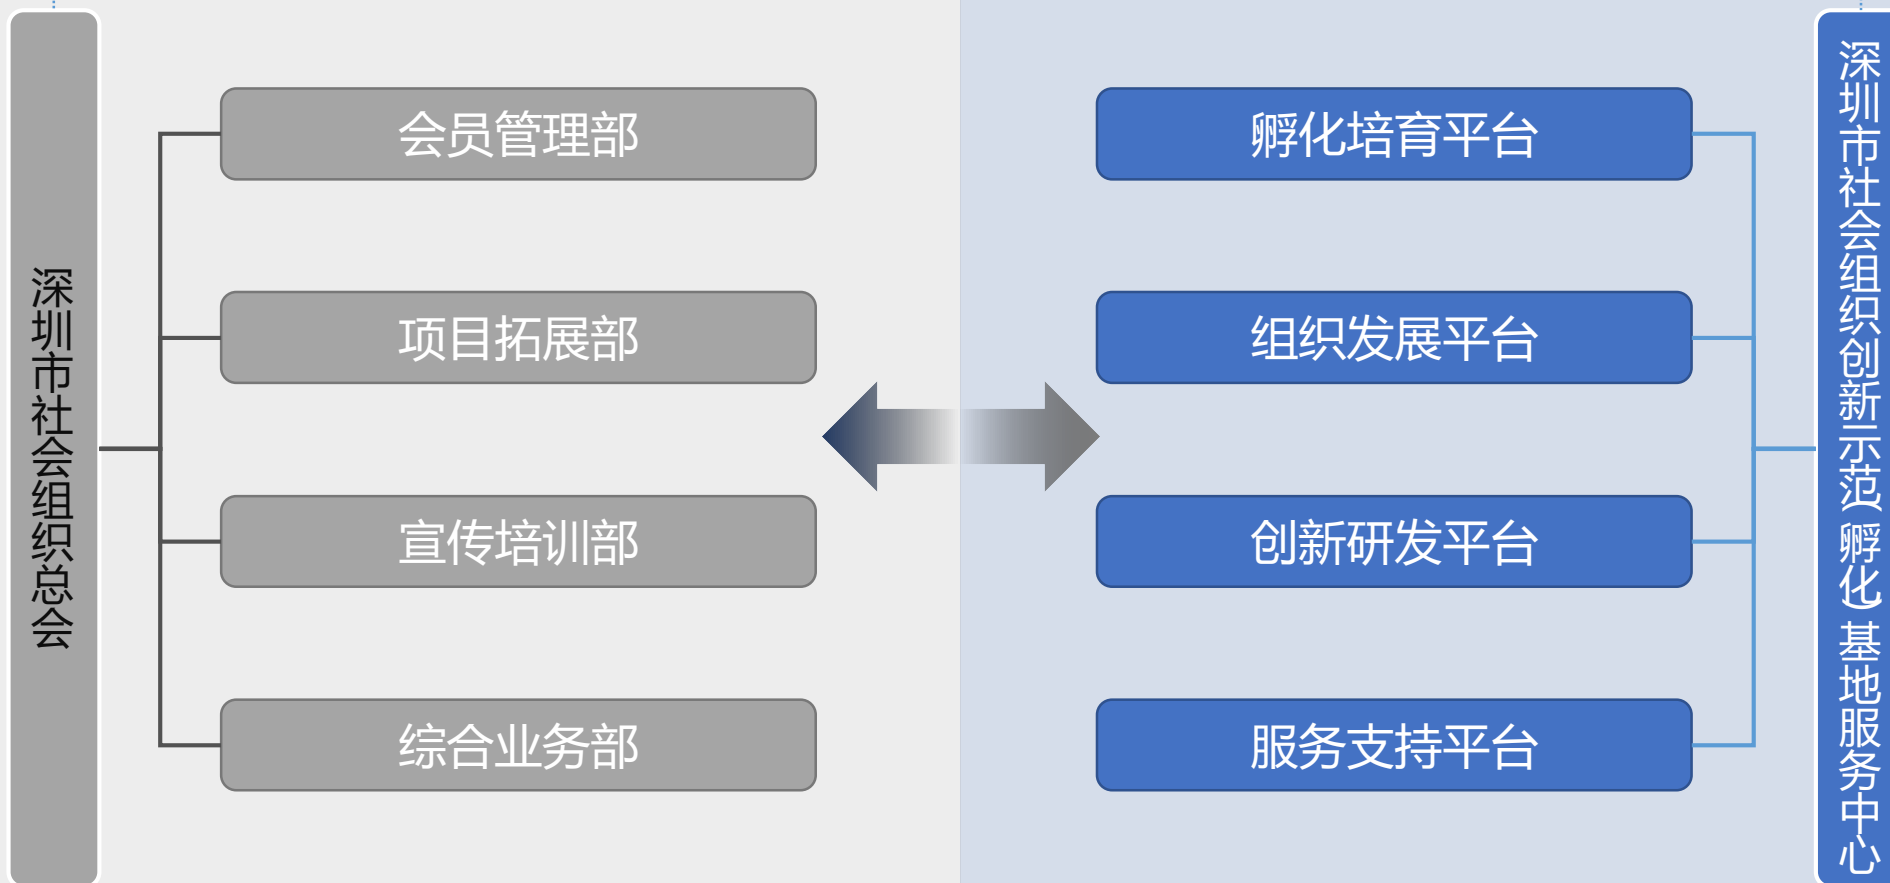 深圳市社会组织总会
会员管理部
项目拓展部
宣传培训部
综合业务部
孵化培育平台
组织发展平台
创新研发平台
服务支持平台
深圳市社会组织创新示范(孵化)基地服务中心